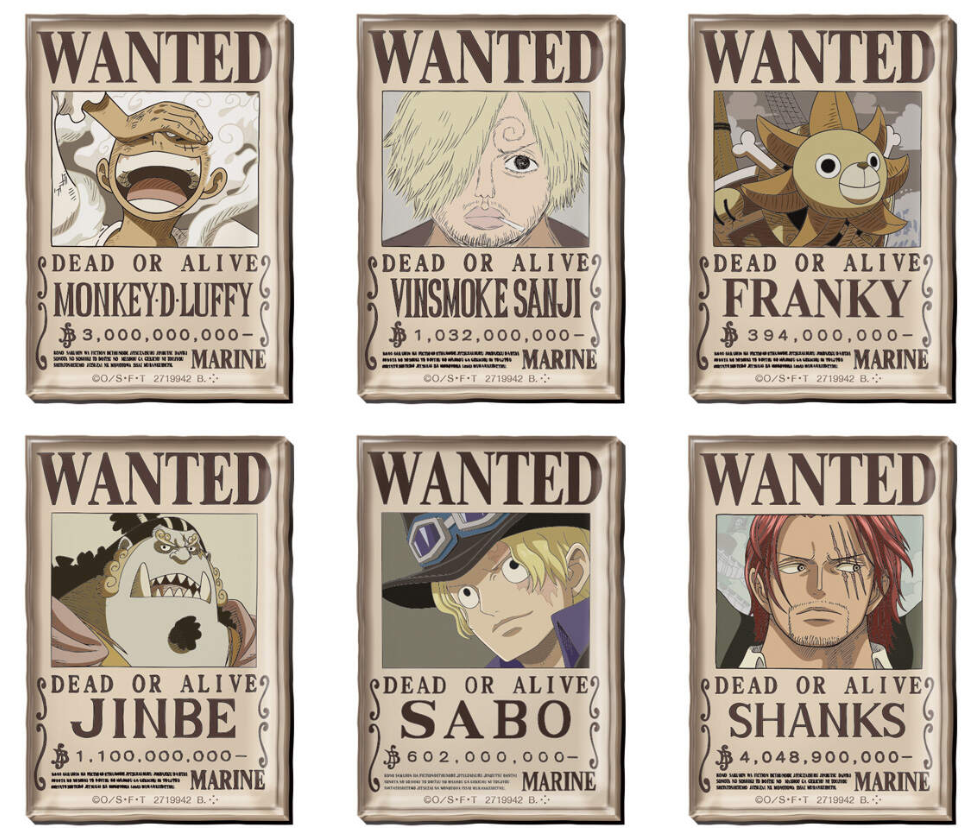 WANTED
DEAD OR ALIVE
MONKEY·D·LUFFY
3,000,000,000–
MARINE
©O/S・F・T 2719942 B.
WANTED
DEAD OR ALIVE
VINSMOKE SANJI
1,032,000,000–
MARINE
©O/S・F・T 2719942 B.
WANTED
DEAD OR ALIVE
FRANKY
394,000,000–
MARINE
©O/S・F・T 2719942 B.
WANTED
DEAD OR ALIVE
JINBE
1,100,000,000–
MARINE
©O/S・F・T 2719942 B.
WANTED
DEAD OR ALIVE
SABO
602,000,000–
MARINE
©O/S・F・T 2719942 B.
WANTED
DEAD OR ALIVE
SHANKS
4,048,900,000–
MARINE
©O/S・F・T 2719942 B.